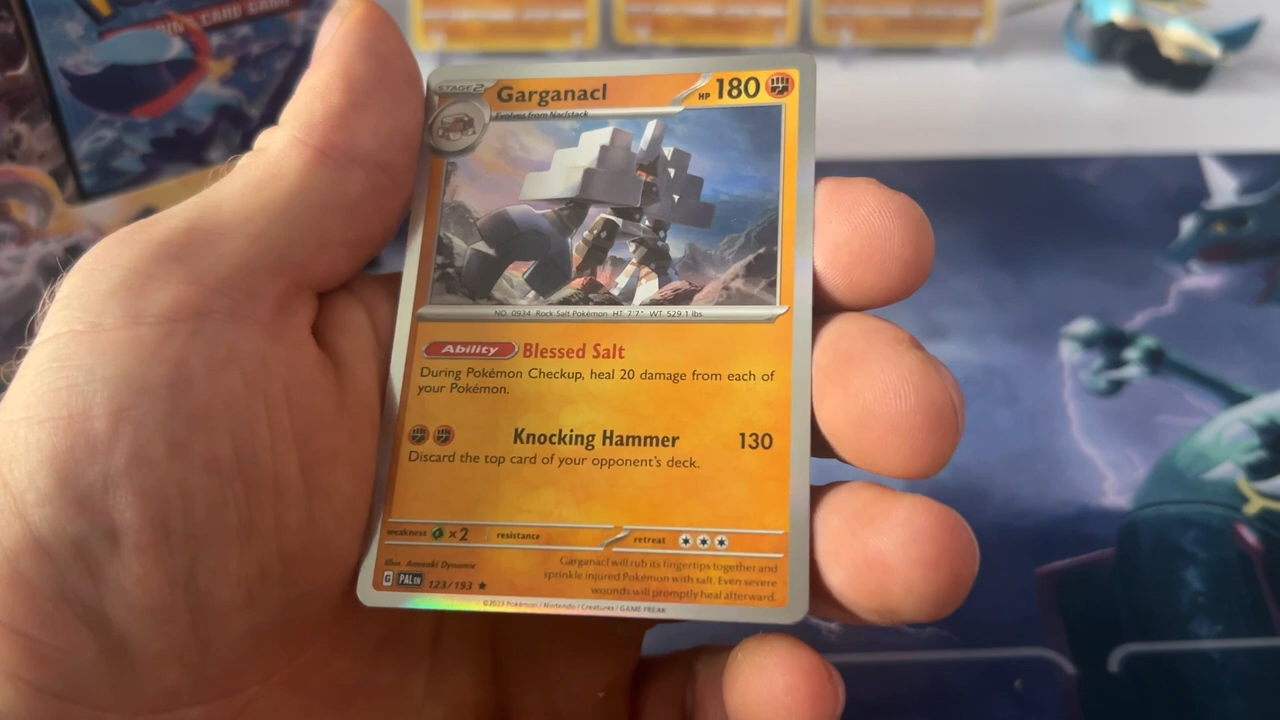 CARD GAME
STAGE 2
Garganacl
HP 180
Evolves from Naclstack
NO. 0934 Rock Salt Pokémon HT: 7'7" WT: 529.1 lbs
Ability Blessed Salt
During Pokémon Checkup, heal 20 damage from each of
your Pokémon.
Knocking Hammer 130
Discard the top card of your opponent's deck.
weakness ×2 resistance retreat
Illus. Aomoki Dynamic
Garganacl will rub its fingertips together and
sprinkle injured Pokémon with salt. Even severe
wounds will promptly heal afterward.
G PAL EN 123/193 ★
©2023 Pokémon / Nintendo / Creatures / GAME FREAK